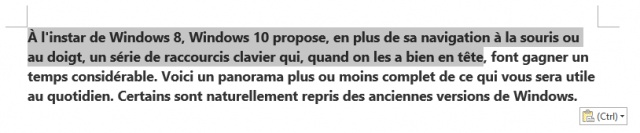 À l'instar de Windows 8, Windows 10 propose, en plus de sa navigation à la souris ou
au doigt, un série de raccourcis clavier qui, quand on les a bien en tête, font gagner un
temps considérable. Voici un panorama plus ou moins complet de ce qui vous sera utile
au quotidien. Certains sont naturellement repris des anciennes versions de Windows.
(Ctrl)